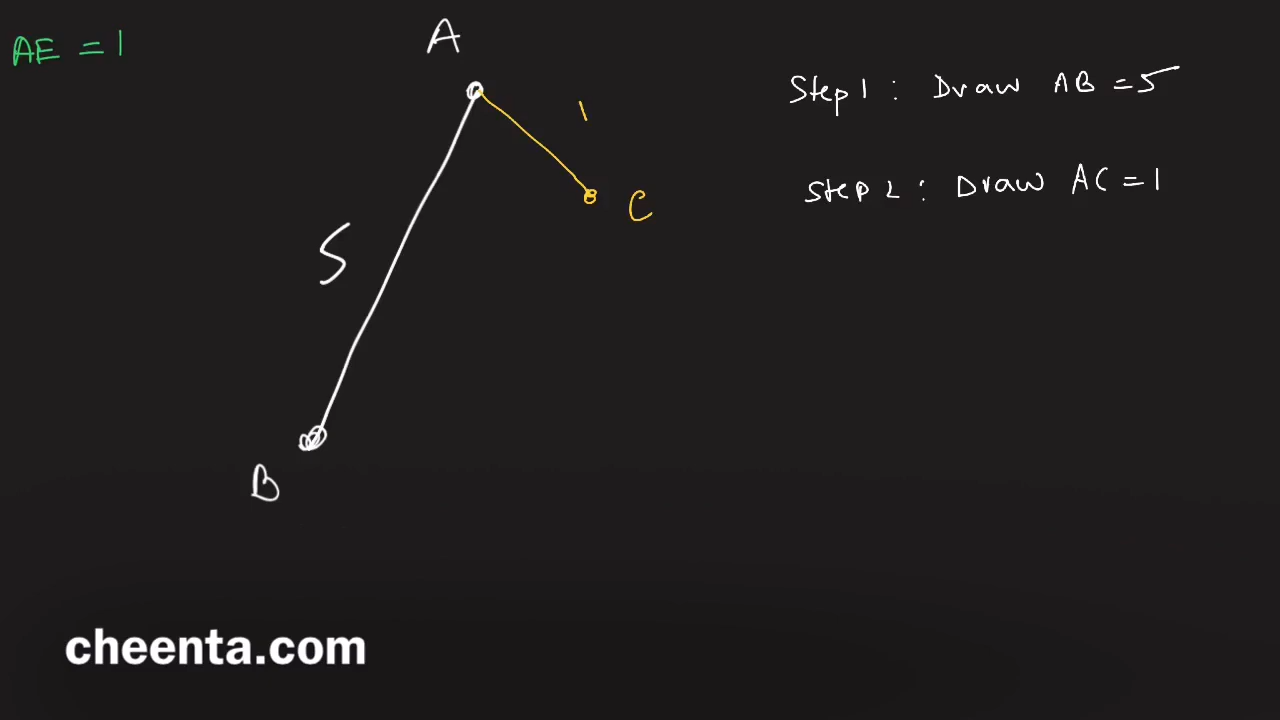 AE = 1
A
Step 1 : Draw AB = 5
1
Step 2 : Draw AC = 1
C
5
B
cheenta.com